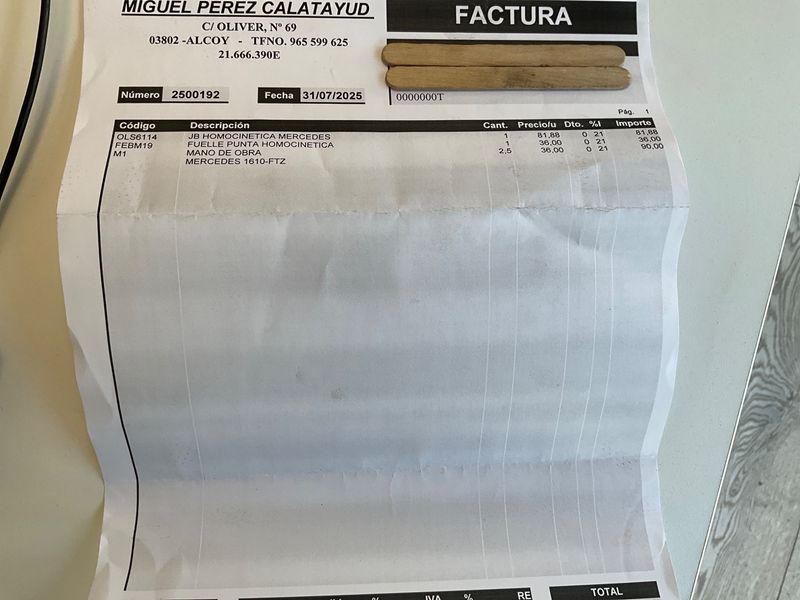 MIGUEL PEREZ CALATAYUD
C/ OLIVER, Nº 69
03802 -ALCOY - TFNO. 965 599 625
21.666.390E
FACTURA
Número 2500192 Fecha 31/07/2025
0000000T
Pág. 1
Código Descripción Cant. Precio/u Dto. %I Importe
OLS6114 JB HOMOCINETICA MERCEDES 1 81,88 0 21 81,88
FEBM19 FUELLE PUNTA HOMOCINETICA 1 36,00 0 21 36,00
M1 MANO DE OBRA 2,5 36,00 0 21 90,00
MERCEDES 1610-FTZ
% IVA % RE TOTAL